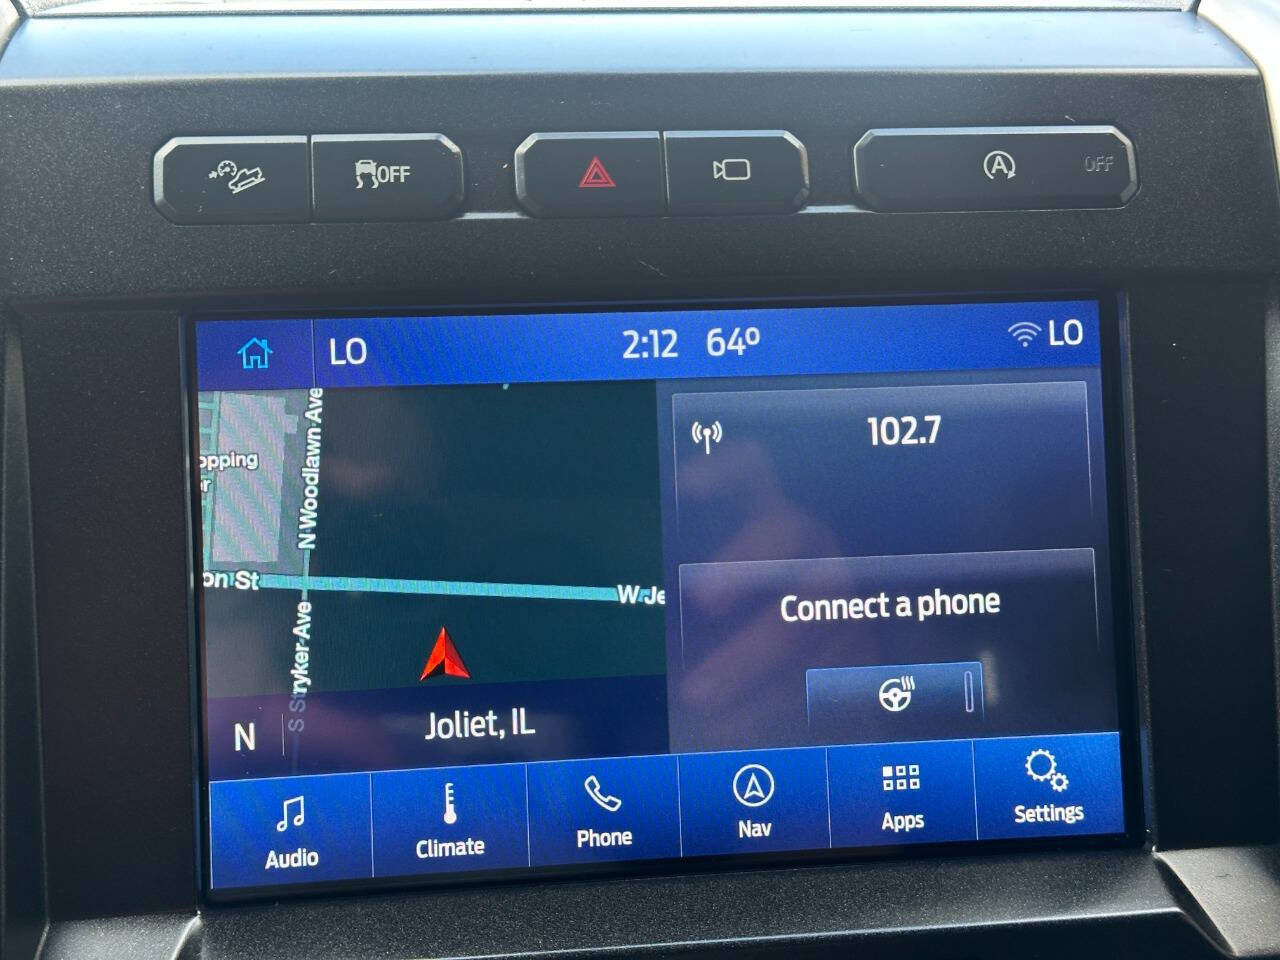 OFF
A
OFF
LO
2:12 64º
LO
N Woodlawn Ave
opping
102.7
on St
W Je
Connect a phone
S Stryker Ave
N
Joliet, IL
Audio
Climate
Phone
Nav
Apps
Settings